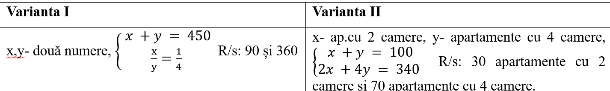 Varianta I
x,y- două numere, { x + y = 450
x/y = 1/4 R/s: 90 și 360
Varianta II
x- ap.cu 2 camere, y- apartamente cu 4 camere,
{ x + y = 100
2x + 4y = 340 R/s: 30 apartamente cu 2
camere și 70 apartamente cu 4 camere.